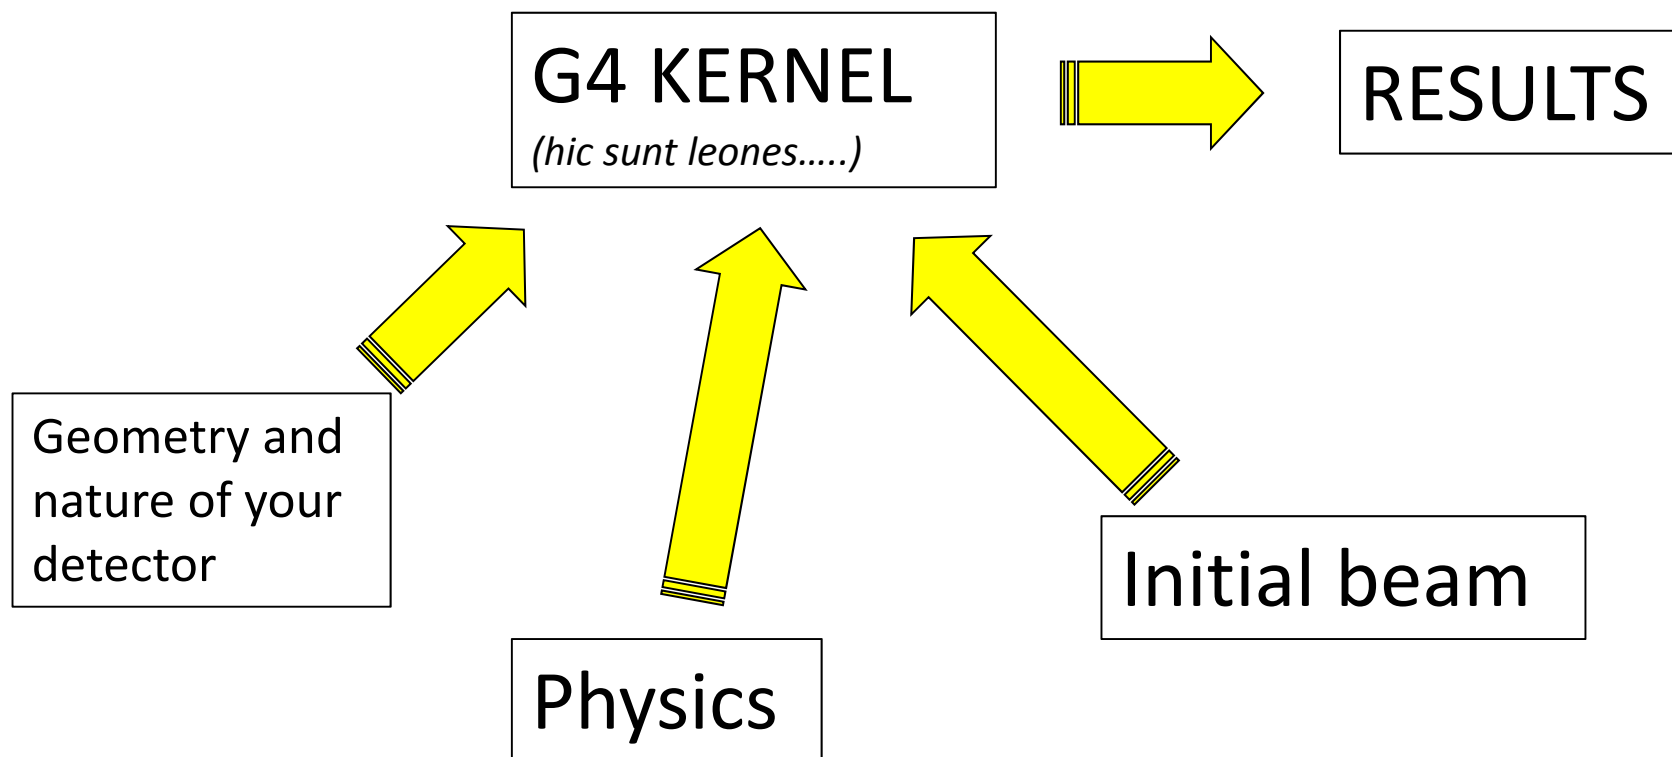 G4 KERNEL
(hic sunt leones.....)
RESULTS
Geometry and
nature of your
detector
Initial beam
Physics